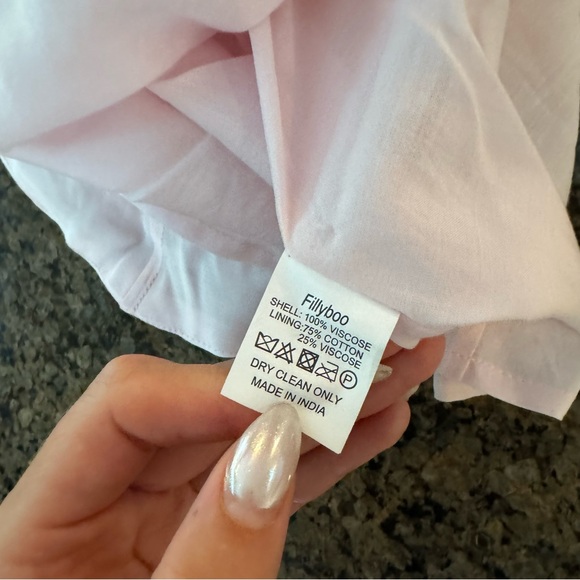 Fillyboo
SHELL: 100% VISCOSE
LINING:75% COTTON
25% VISCOSE
P
DRY CLEAN ONLY
MADE IN INDIA